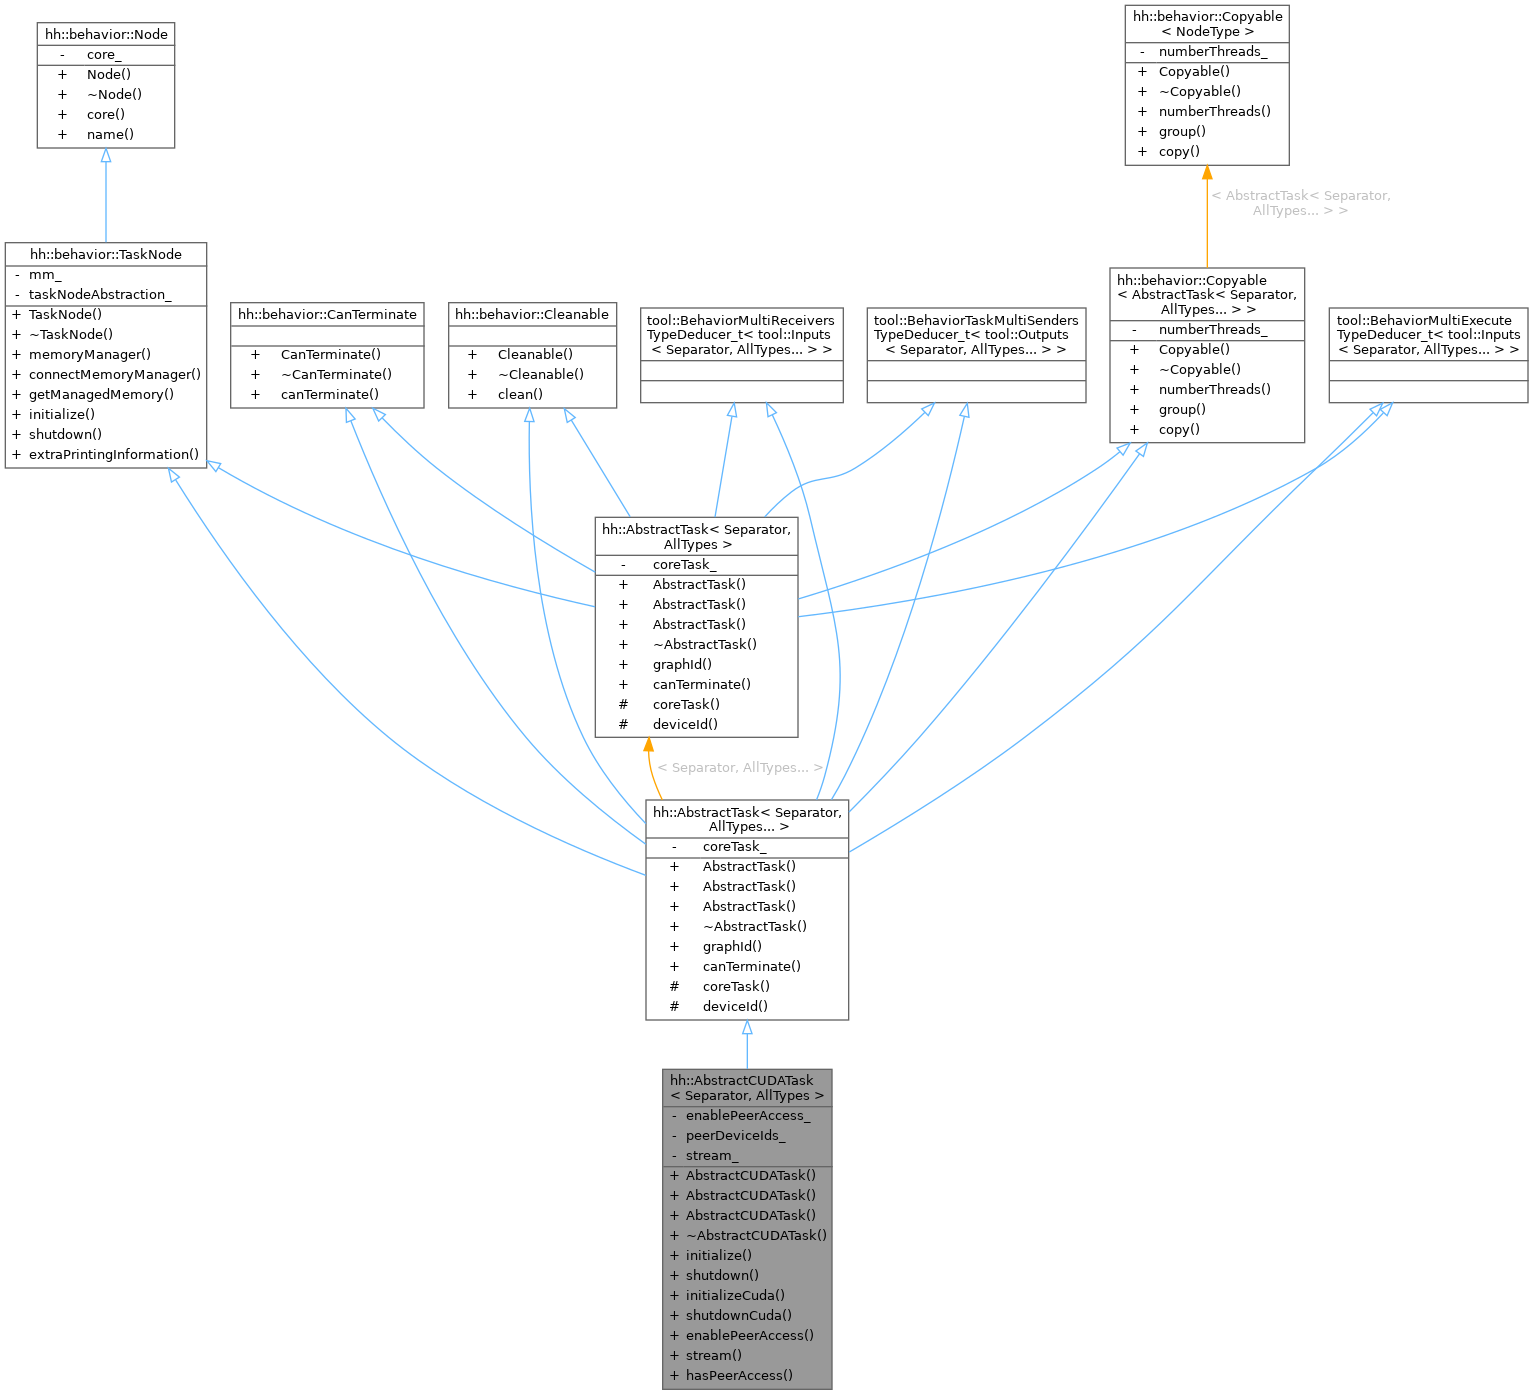 hh::behavior::Node
- core_
+ Node()
+ ~Node()
+ core()
+ name()
hh::behavior::Copyable
< NodeType >
- numberThreads_
+ Copyable()
+ ~Copyable()
+ numberThreads()
+ group()
+ copy()
< AbstractTask< Separator,
AllTypes... > >
hh::behavior::TaskNode
- mm_
- taskNodeAbstraction_
+ TaskNode()
+ ~TaskNode()
+ memoryManager()
+ connectMemoryManager()
+ getManagedMemory()
+ initialize()
+ shutdown()
+ extraPrintingInformation()
hh::behavior::CanTerminate
+ CanTerminate()
+ ~CanTerminate()
+ canTerminate()
hh::behavior::Cleanable
+ Cleanable()
+ ~Cleanable()
+ clean()
tool::BehaviorMultiReceivers
TypeDeducer_t< tool::Inputs
< Separator, AllTypes... > >
tool::BehaviorTaskMultiSenders
TypeDeducer_t< tool::Outputs
< Separator, AllTypes... > >
hh::behavior::Copyable
< AbstractTask< Separator,
AllTypes... > >
- numberThreads_
+ Copyable()
+ ~Copyable()
+ numberThreads()
+ group()
+ copy()
tool::BehaviorMultiExecute
TypeDeducer_t< tool::Inputs
< Separator, AllTypes... > >
hh::AbstractTask< Separator,
AllTypes >
- coreTask_
+ AbstractTask()
+ AbstractTask()
+ AbstractTask()
+ ~AbstractTask()
+ graphId()
+ canTerminate()
# coreTask()
# deviceId()
< Separator, AllTypes... >
hh::AbstractTask< Separator,
AllTypes... >
- coreTask_
+ AbstractTask()
+ AbstractTask()
+ AbstractTask()
+ ~AbstractTask()
+ graphId()
+ canTerminate()
# coreTask()
# deviceId()
hh::AbstractCUDATask
< Separator, AllTypes >
- enablePeerAccess_
- peerDeviceIds_
- stream_
+ AbstractCUDATask()
+ AbstractCUDATask()
+ AbstractCUDATask()
+ ~AbstractCUDATask()
+ initialize()
+ shutdown()
+ initializeCuda()
+ shutdownCuda()
+ enablePeerAccess()
+ stream()
+ hasPeerAccess()